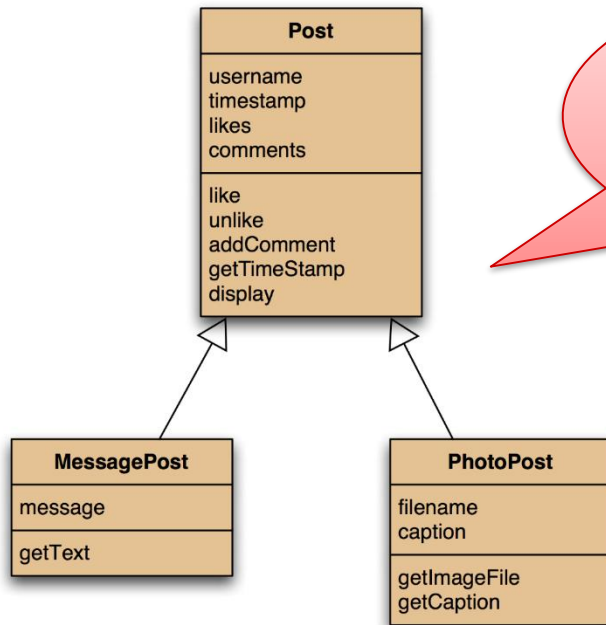 Post
username
timestamp
likes
comments
like
unlike
addComment
getTimeStamp
display
MessagePost
message
getText
PhotoPost
filename
caption
getImageFile
getCaption